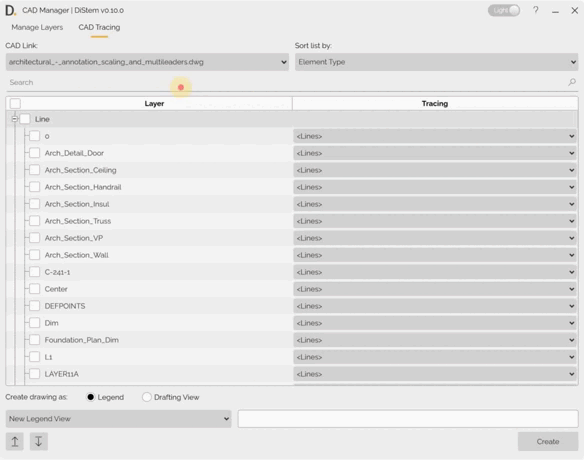 D. CAD Manager | DiStem v0.10.0 Light ?
Manage Layers CAD Tracing
CAD Link: Sort list by:
architectural_-_annotation_scaling_and_multileaders.dwg Element Type
Search
Layer Tracing
Line
0 <Lines>
Arch_Detail_Door <Lines>
Arch_Section_Ceiling <Lines>
Arch_Section_Handrail <Lines>
Arch_Section_Insul <Lines>
Arch_Section_Truss <Lines>
Arch_Section_VP <Lines>
Arch_Section_Wall <Lines>
C-241-1 <Lines>
Center <Lines>
DEFPOINTS <Lines>
Dim <Lines>
Foundation_Plan_Dim <Lines>
L1 <Lines>
LAYER11A <Lines>
Create drawing as: Legend Drafting View
New Legend View
Create